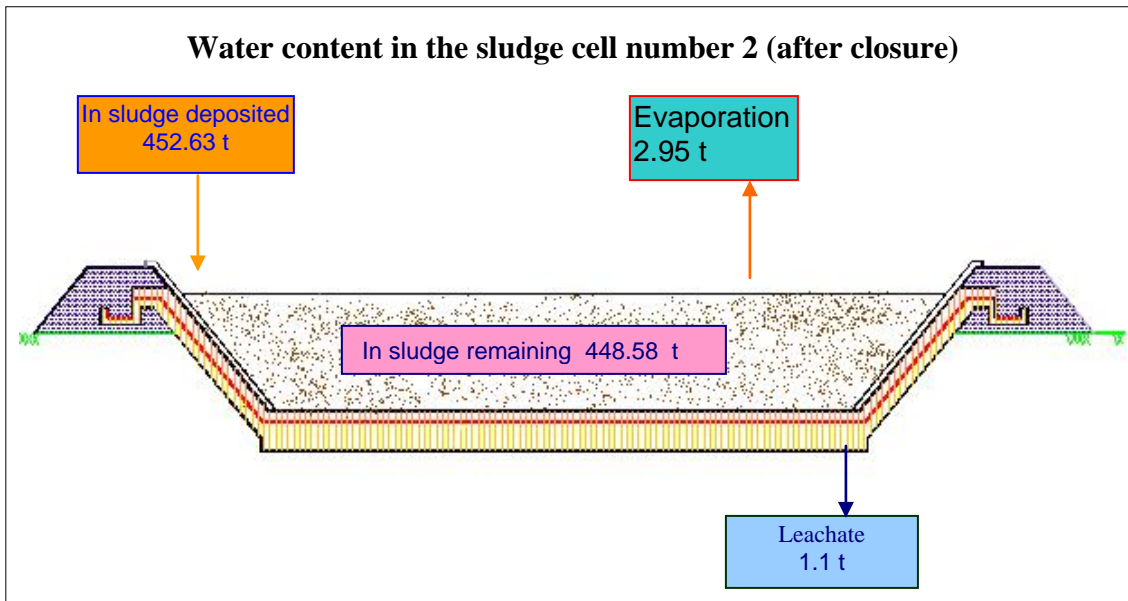 Water content in the sludge cell number 2 (after closure)
In sludge deposited
452.63 t
Evaporation
2.95 t
In sludge remaining  448.58  t
Leachate
1.1 t